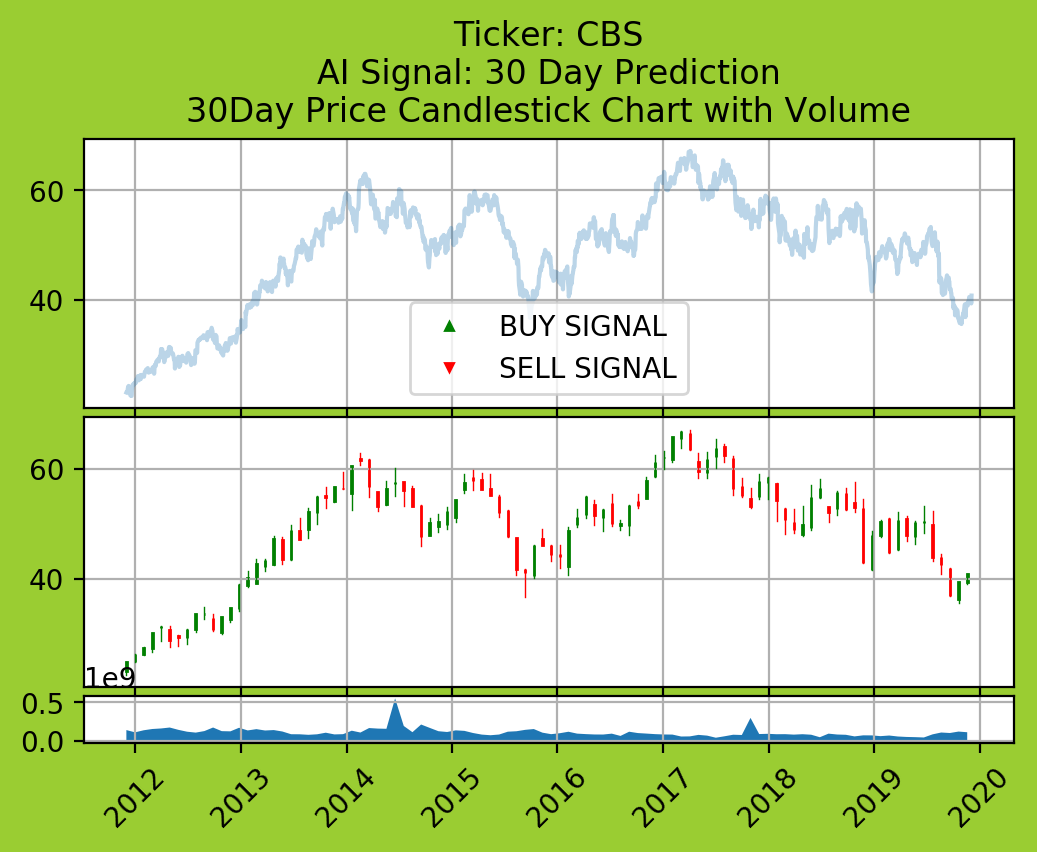 Ticker: CBS
AI Signal: 30 Day Prediction
30Day Price Candlestick Chart with Volume
60
40
BUY SIGNAL
SELL SIGNAL
60
40
1e9
0.5
0.0
2012
2013
2014
2015
2016
2017
2018
2019
2020